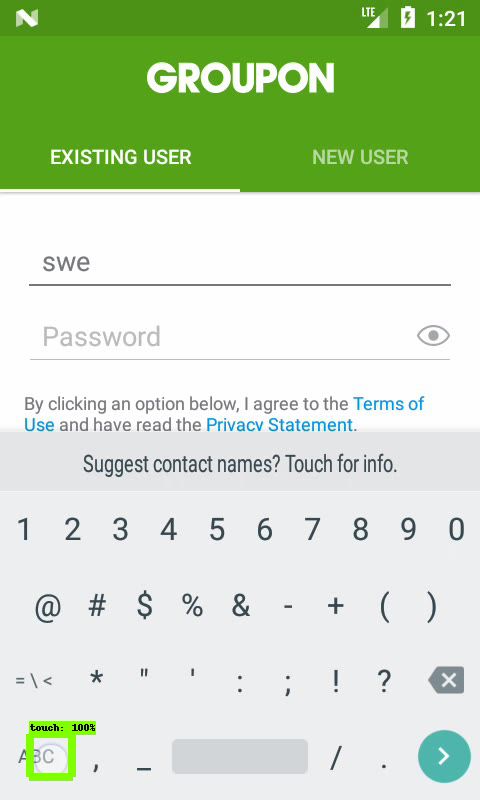 LTE 1:21
GROUPON
EXISTING USER NEW USER
swe
Password
By clicking an option below, I agree to the Terms of
Use and have read the Privacy Statement.
Suggest contact names? Touch for info.
1 2 3 4 5 6 7 8 9 0
@ # $ % & - + ( )
= \ < * " ' : ; ! ?
touch: 100%
ABC , _ / .